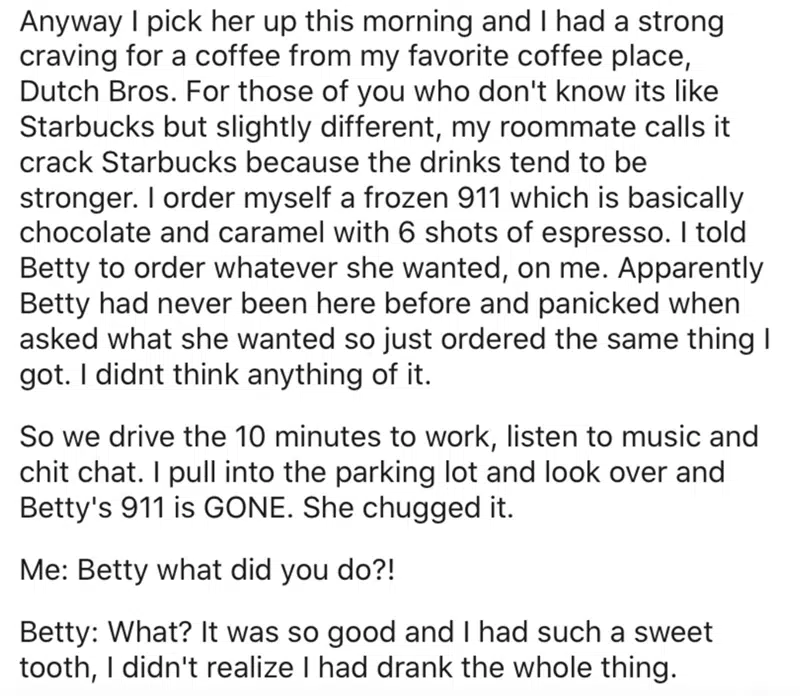 Anyway I pick her up this morning and I had a strong
craving for a coffee from my favorite coffee place,
Dutch Bros. For those of you who don't know its like
Starbucks but slightly different, my roommate calls it
crack Starbucks because the drinks tend to be
stronger. I order myself a frozen 911 which is basically
chocolate and caramel with 6 shots of espresso. I told
Betty to order whatever she wanted, on me. Apparently
Betty had never been here before and panicked when
asked what she wanted so just ordered the same thing I
got. I didnt think anything of it.
So we drive the 10 minutes to work, listen to music and
chit chat. I pull into the parking lot and look over and
Betty's 911 is GONE. She chugged it.
Me: Betty what did you do?!
Betty: What? It was so good and I had such a sweet
tooth, I didn't realize I had drank the whole thing.